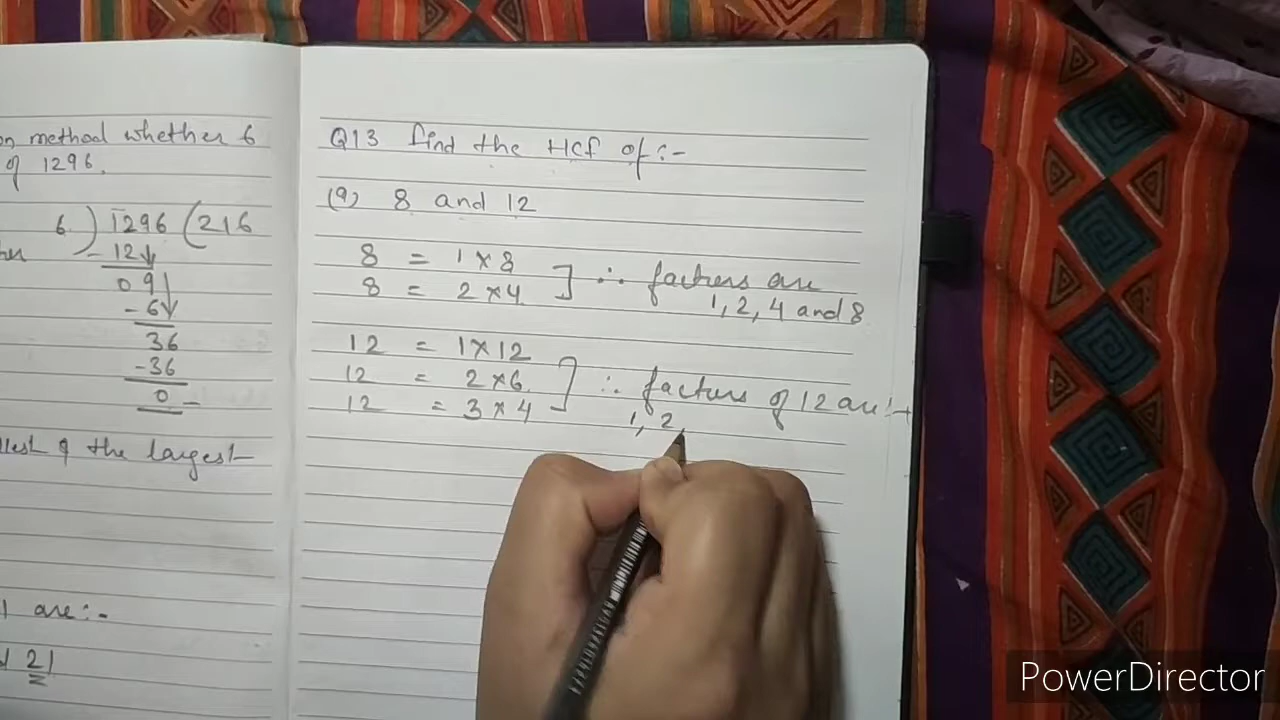 on method whether 6
of 1296.
6 ) 1296 ( 216
- 12
09
- 6
36
- 36
0
& the largest
1 are :-
21
Q13 find the HCF of :-
(a) 8 and 12
8 = 1 × 8
8 = 2 × 4 ] ∴ factors are
1, 2, 4 and 8
12 = 1 × 12
12 = 2 × 6 ] ∴ factors of 12 are :-
12 = 3 × 4
1, 2,
PowerDirector